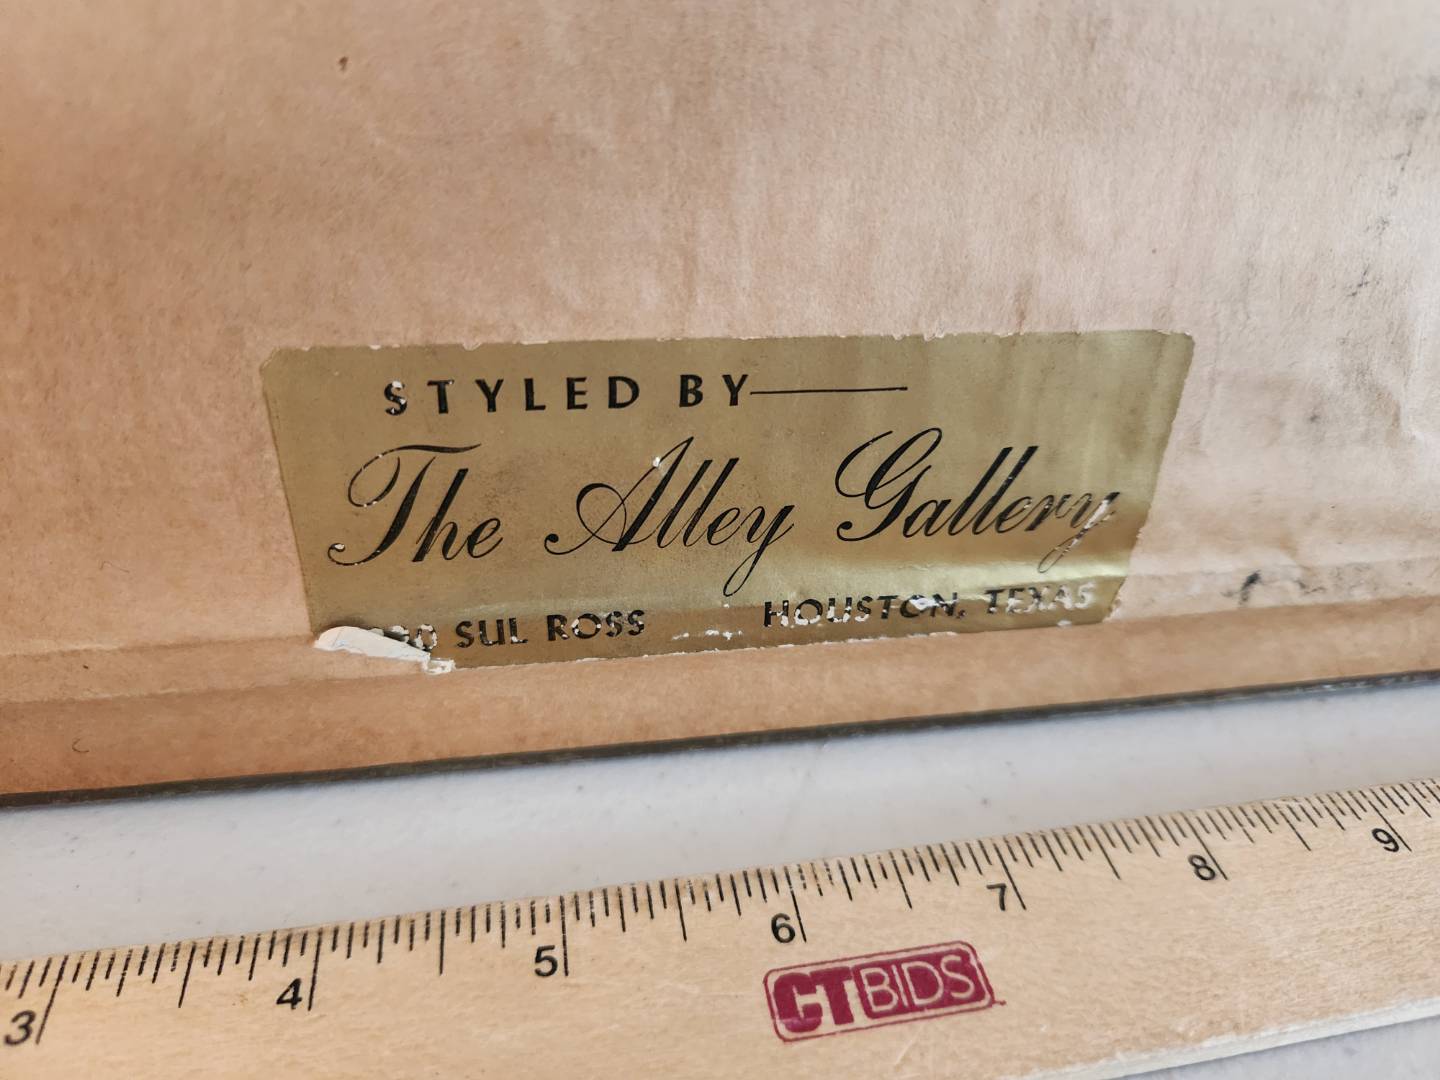 STYLED BY
The Alley Gallery
SUL ROSS HOUSTON, TEXAS
3 4 5 6 7 8 9
CTBIDS